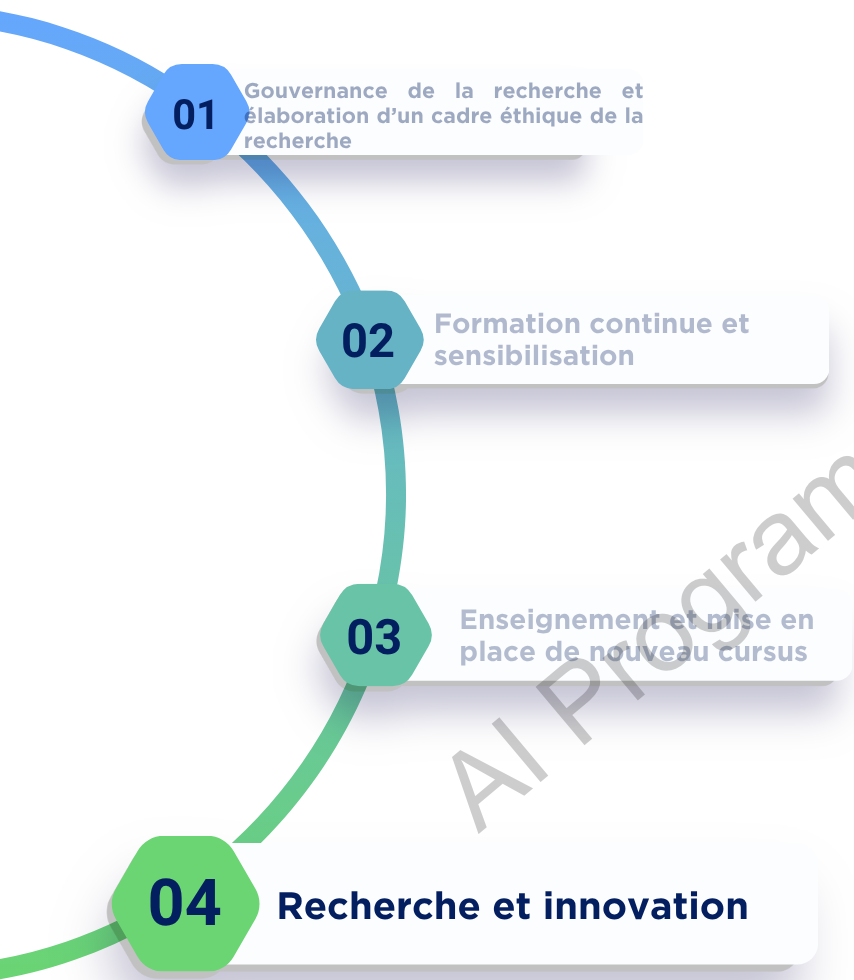 01
Gouvernance de la recherche et
élaboration d’un cadre éthique de la
recherche
02
Formation continue et
sensibilisation
03
Enseignement et mise en
place de nouveau cursus
AI Program
04
Recherche et innovation